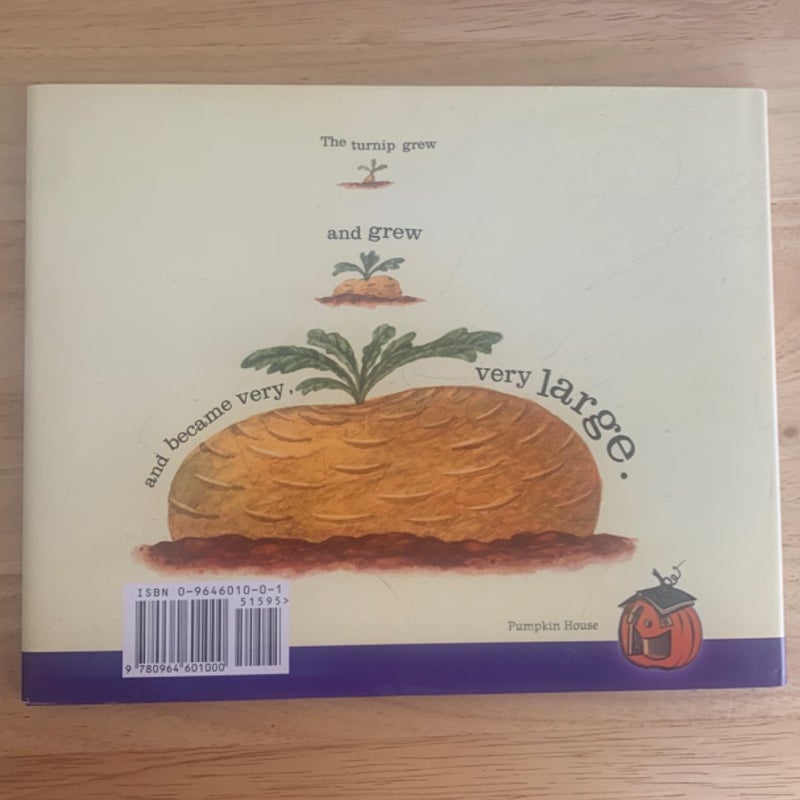 The turnip grew
and grew
and became very, very large.
ISBN 0-9646010-0-1
51595>
9 780964 601000
Pumpkin House